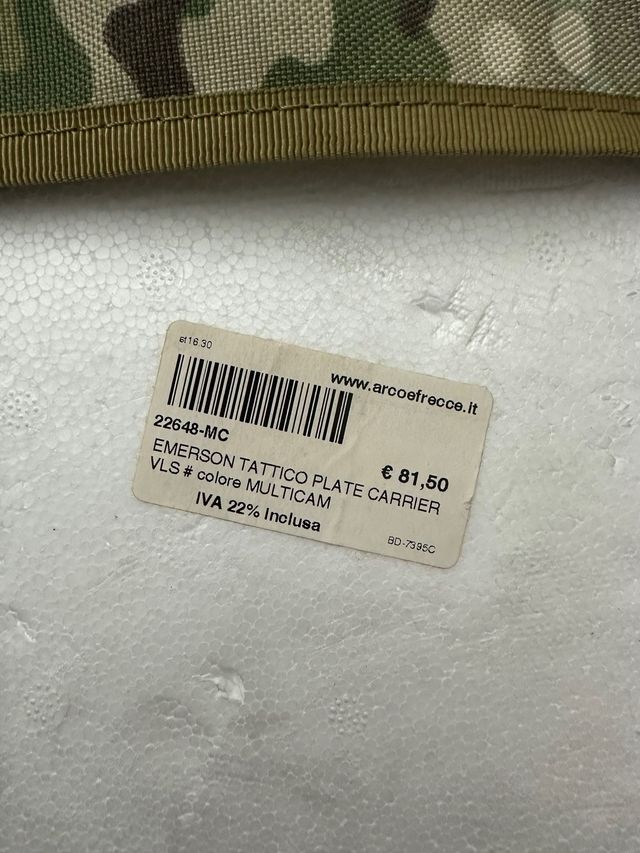 st16.30
www.arcoefrecce.it
22648-MC
€ 81,50
EMERSON TATTICO PLATE CARRIER
VLS # colore MULTICAM
IVA 22% Inclusa
BD-7395C